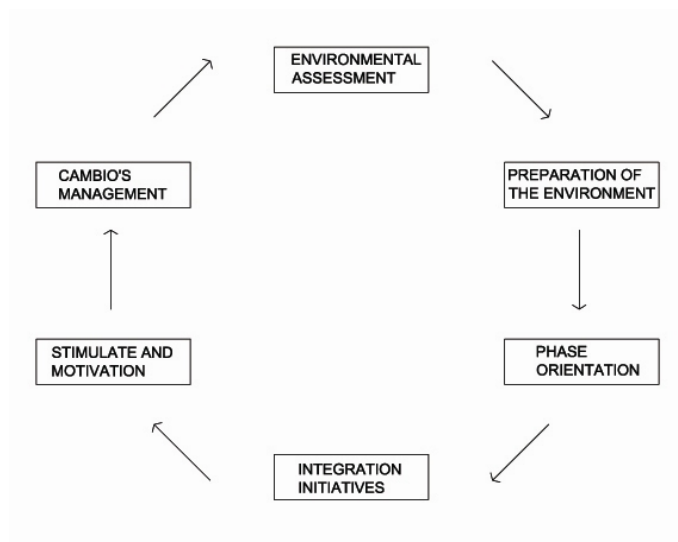 ENVIRONMENTAL
ASSESSMENT
PREPARATION OF
THE ENVIRONMENT
PHASE
ORIENTATION
INTEGRATION
INITIATIVES
STIMULATE AND
MOTIVATION
CAMBIO'S
MANAGEMENT